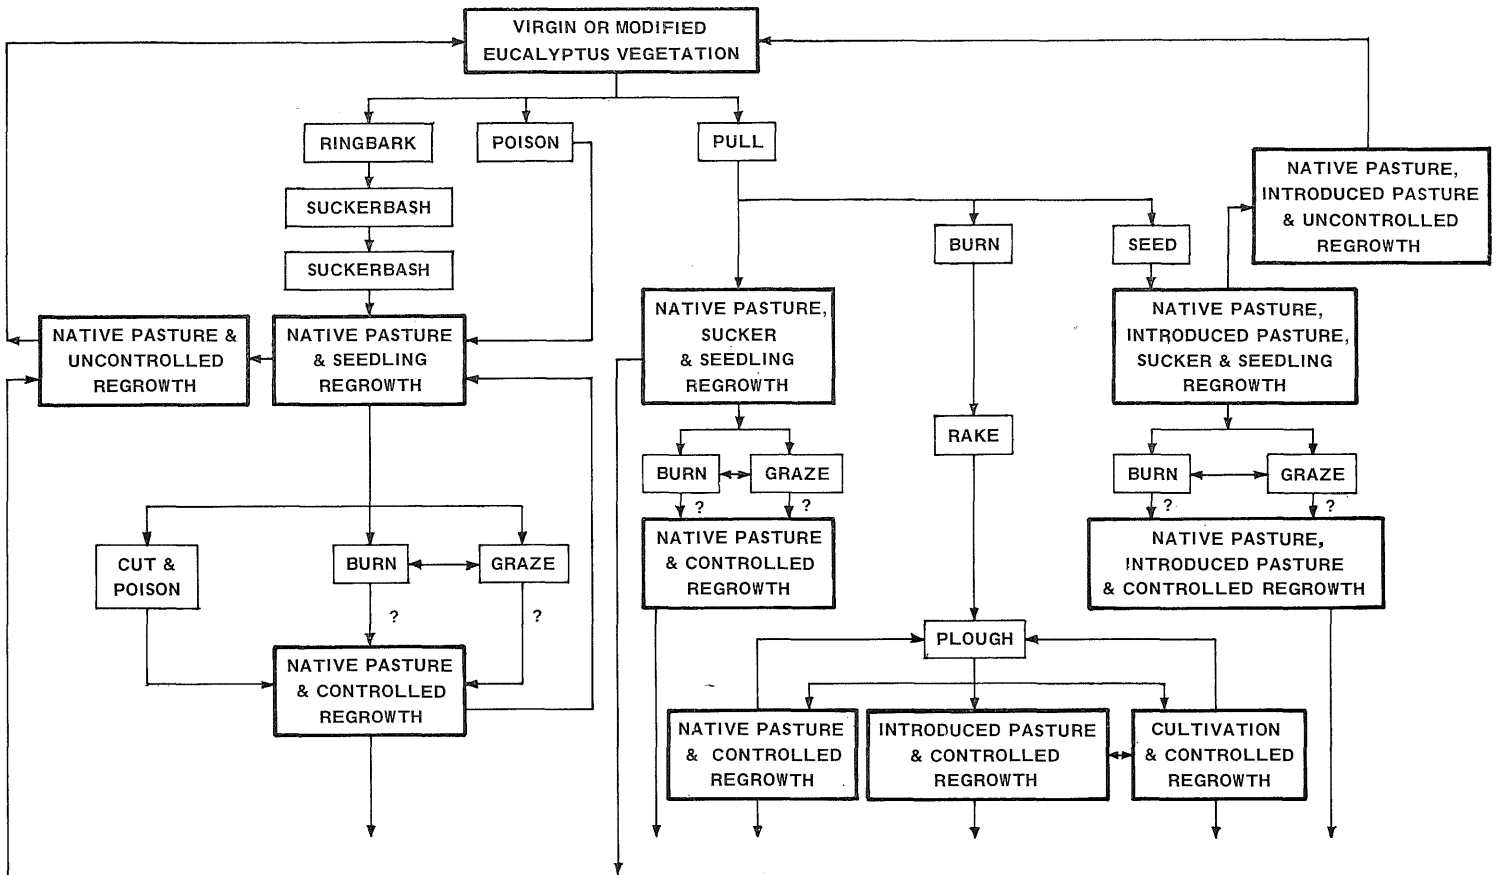 VIRGIN OR MODIFIED
EUCALYPTUS VEGETATION
RINGBARK
POISON
PULL
SUCKERBASH
SUCKERBASH
BURN
SEED
NATIVE PASTURE,
INTRODUCED PASTURE
& UNCONTROLLED
REGROWTH
NATIVE PASTURE &
UNCONTROLLED
REGROWTH
NATIVE PASTURE
& SEEDLING
REGROWTH
NATIVE PASTURE,
SUCKER
& SEEDLING
REGROWTH
NATIVE PASTURE,
INTRODUCED PASTURE,
SUCKER & SEEDLING
REGROWTH
RAKE
BURN
GRAZE
BURN
GRAZE
?
?
?
?
CUT &
POISON
BURN
GRAZE
?
?
NATIVE PASTURE
& CONTROLLED
REGROWTH
NATIVE PASTURE,
INTRODUCED PASTURE
& CONTROLLED REGROWTH
NATIVE PASTURE
& CONTROLLED
REGROWTH
PLOUGH
NATIVE PASTURE
& CONTROLLED
REGROWTH
INTRODUCED PASTURE
& CONTROLLED
REGROWTH
CULTIVATION
& CONTROLLED
REGROWTH